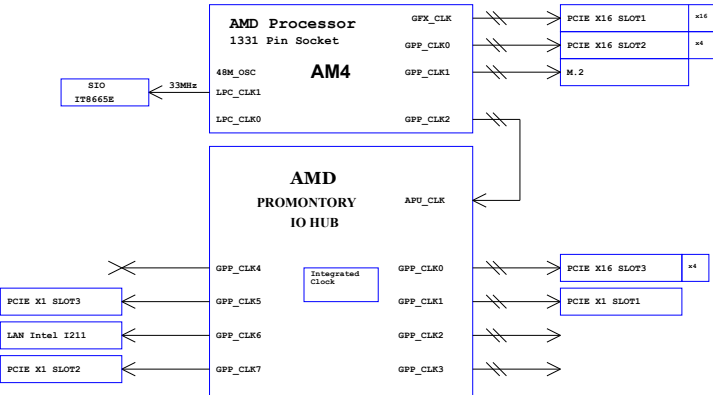 AMD Processor
1331 Pin Socket
AM4
GFX_CLK
GPP_CLK0
GPP_CLK1
GPP_CLK2
48M_OSC
LPC_CLK1
LPC_CLK0
33MHz
SIO
IT8665E
PCIE X16 SLOT1 x16
PCIE X16 SLOT2 x4
M.2
AMD
PROMONTORY
IO HUB
APU_CLK
Integrated
Clock
GPP_CLK4
GPP_CLK5
GPP_CLK6
GPP_CLK7
GPP_CLK0
GPP_CLK1
GPP_CLK2
GPP_CLK3
PCIE X1 SLOT3
LAN Intel I211
PCIE X1 SLOT2
PCIE X16 SLOT3 x4
PCIE X1 SLOT1